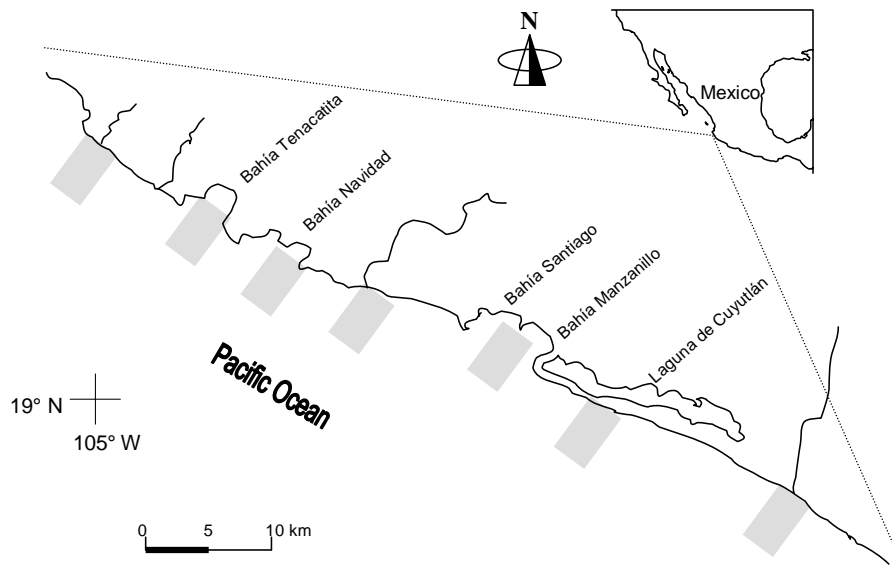 N
Mexico
Bahía Tenacatita
Bahía Navidad
Bahía Santiago
Bahía Manzanillo
Laguna de Cuyutlán
Pacific Ocean
19° N
105° W
0 5 10 km